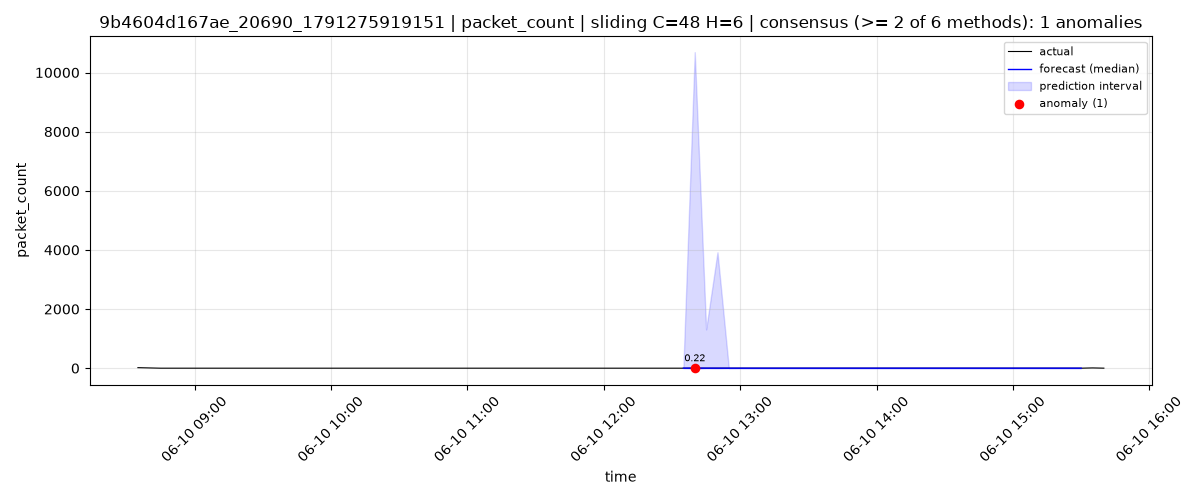 9b4604d167ae_20690_1791275919151 | packet_count | sliding C=48 H=6 | consensus (>= 2 of 6 methods): 1 anomalies
actual
forecast (median)
prediction interval
anomaly (1)
packet_count
10000
8000
6000
4000
2000
0
0.22
06-10 09:00
06-10 10:00
06-10 11:00
06-10 12:00
06-10 13:00
06-10 14:00
06-10 15:00
06-10 16:00
time